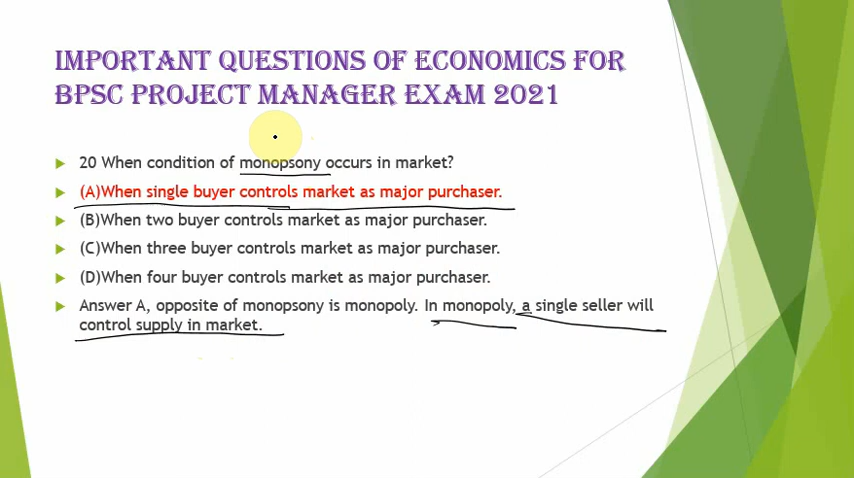 IMPORTANT QUESTIONS OF ECONOMICS FOR
BPSC PROJECT MANAGER EXAM 2021
20 When condition of monopsony occurs in market?
(A)When single buyer controls market as major purchaser.
(B)When two buyer controls market as major purchaser.
(C)When three buyer controls market as major purchaser.
(D)When four buyer controls market as major purchaser.
Answer A, opposite of monopsony is monopoly. In monopoly, a single seller will
control supply in market.